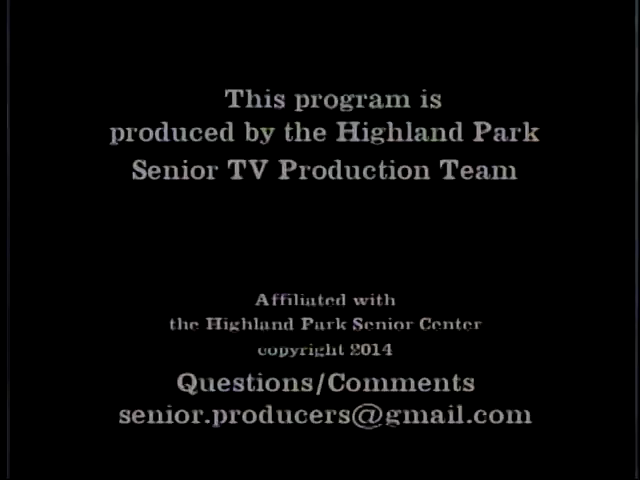 This program is
produced by the Highland Park
Senior TV Production Team
Affiliated with
the Highland Park Senior Center
copyright 2014
Questions/Comments
senior.producers@gmail.com